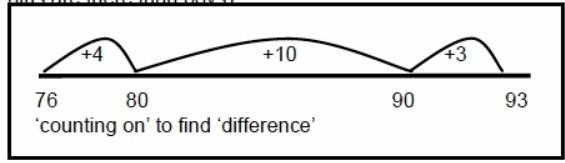 +4 +10 +3
76 80 90 93
‘counting on’ to find ‘difference’